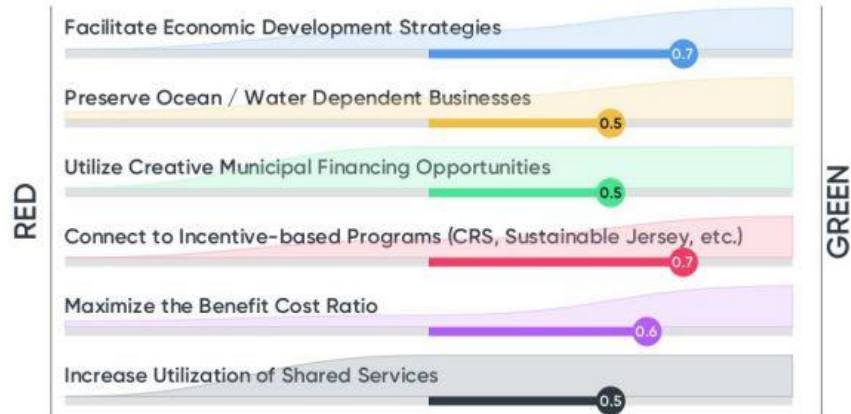 Facilitate Economic Development Strategies
0.7
Preserve Ocean / Water Dependent Businesses
0.5
Utilize Creative Municipal Financing Opportunities
0.5
RED
GREEN
Connect to Incentive-based Programs (CRS, Sustainable Jersey, etc.)
0.7
Maximize the Benefit Cost Ratio
0.6
Increase Utilization of Shared Services
0.5